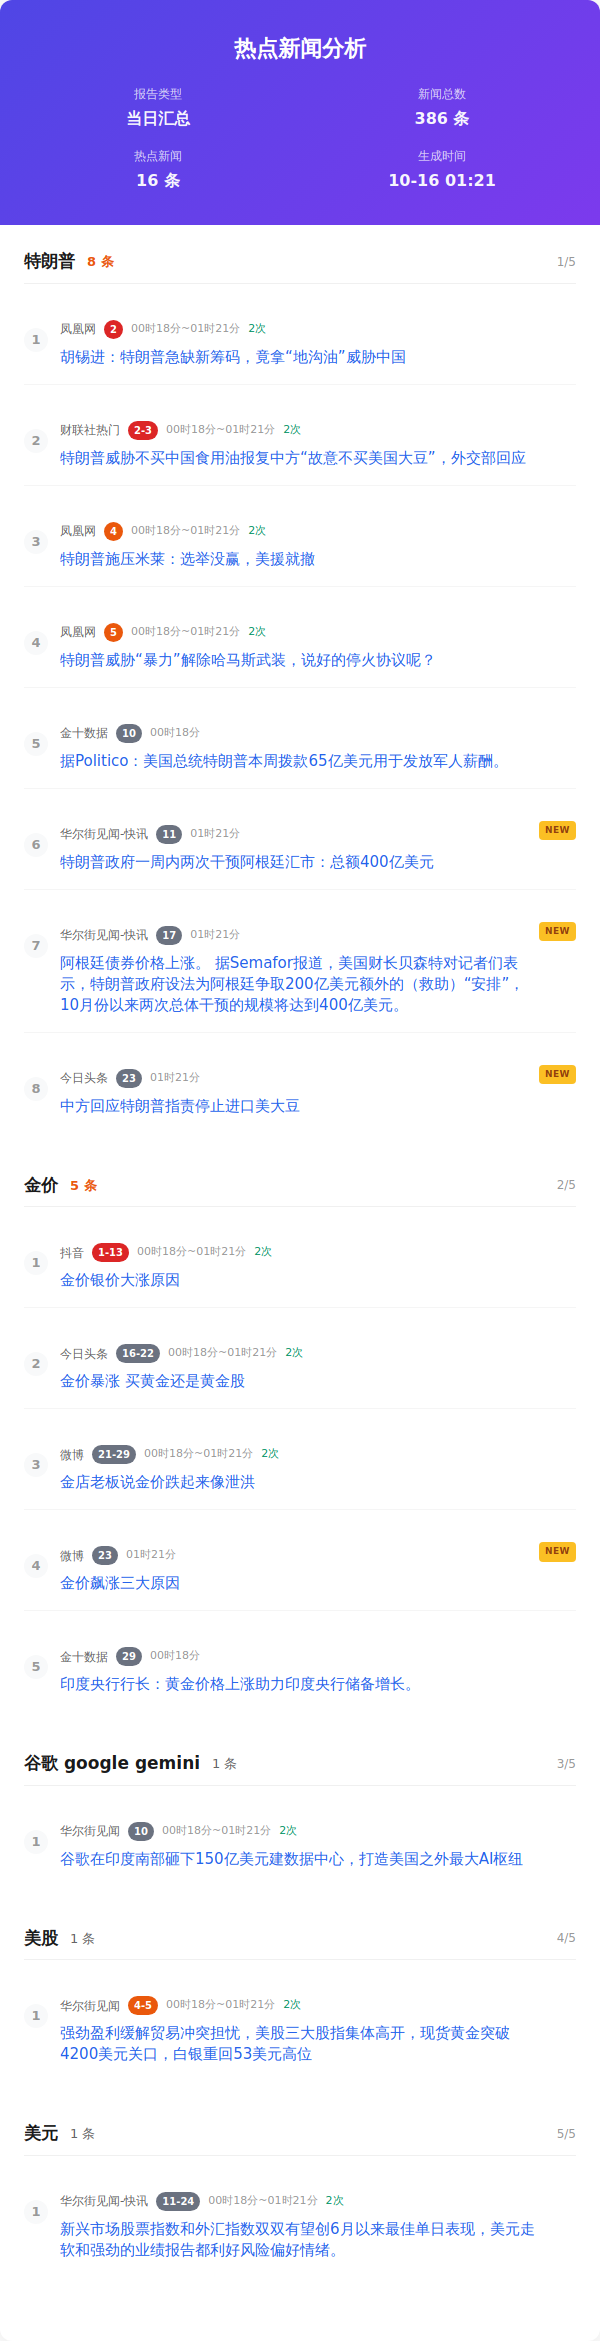 热点新闻分析
报告类型
当日汇总
新闻总数
386 条
热点新闻
16 条
生成时间
10-16 01:21
特朗普 8 条 1/5
1
凤凰网 2 00时18分~01时21分 2次
胡锡进：特朗普急缺新筹码，竟拿“地沟油”威胁中国
2
财联社热门 2-3 00时18分~01时21分 2次
特朗普威胁不买中国食用油报复中方“故意不买美国大豆”，外交部回应
3
凤凰网 4 00时18分~01时21分 2次
特朗普施压米莱：选举没赢，美援就撤
4
凤凰网 5 00时18分~01时21分 2次
特朗普威胁“暴力”解除哈马斯武装，说好的停火协议呢？
5
金十数据 10 00时18分
据Politico：美国总统特朗普本周拨款65亿美元用于发放军人薪酬。
6
华尔街见闻-快讯 11 01时21分 NEW
特朗普政府一周内两次干预阿根廷汇市：总额400亿美元
7
华尔街见闻-快讯 17 01时21分 NEW
阿根廷债券价格上涨。 据Semafor报道，美国财长贝森特对记者们表
示，特朗普政府设法为阿根廷争取200亿美元额外的（救助）“安排”，
10月份以来两次总体干预的规模将达到400亿美元。
8
今日头条 23 01时21分 NEW
中方回应特朗普指责停止进口美大豆
金价 5 条 2/5
1
抖音 1-13 00时18分~01时21分 2次
金价银价大涨原因
2
今日头条 16-22 00时18分~01时21分 2次
金价暴涨 买黄金还是黄金股
3
微博 21-29 00时18分~01时21分 2次
金店老板说金价跌起来像泄洪
4
微博 23 01时21分 NEW
金价飙涨三大原因
5
金十数据 29 00时18分
印度央行行长：黄金价格上涨助力印度央行储备增长。
谷歌 google gemini 1 条 3/5
1
华尔街见闻 10 00时18分~01时21分 2次
谷歌在印度南部砸下150亿美元建数据中心，打造美国之外最大AI枢纽
美股 1 条 4/5
1
华尔街见闻 4-5 00时18分~01时21分 2次
强劲盈利缓解贸易冲突担忧，美股三大股指集体高开，现货黄金突破
4200美元关口，白银重回53美元高位
美元 1 条 5/5
1
华尔街见闻-快讯 11-24 00时18分~01时21分 2次
新兴市场股票指数和外汇指数双双有望创6月以来最佳单日表现，美元走
软和强劲的业绩报告都利好风险偏好情绪。